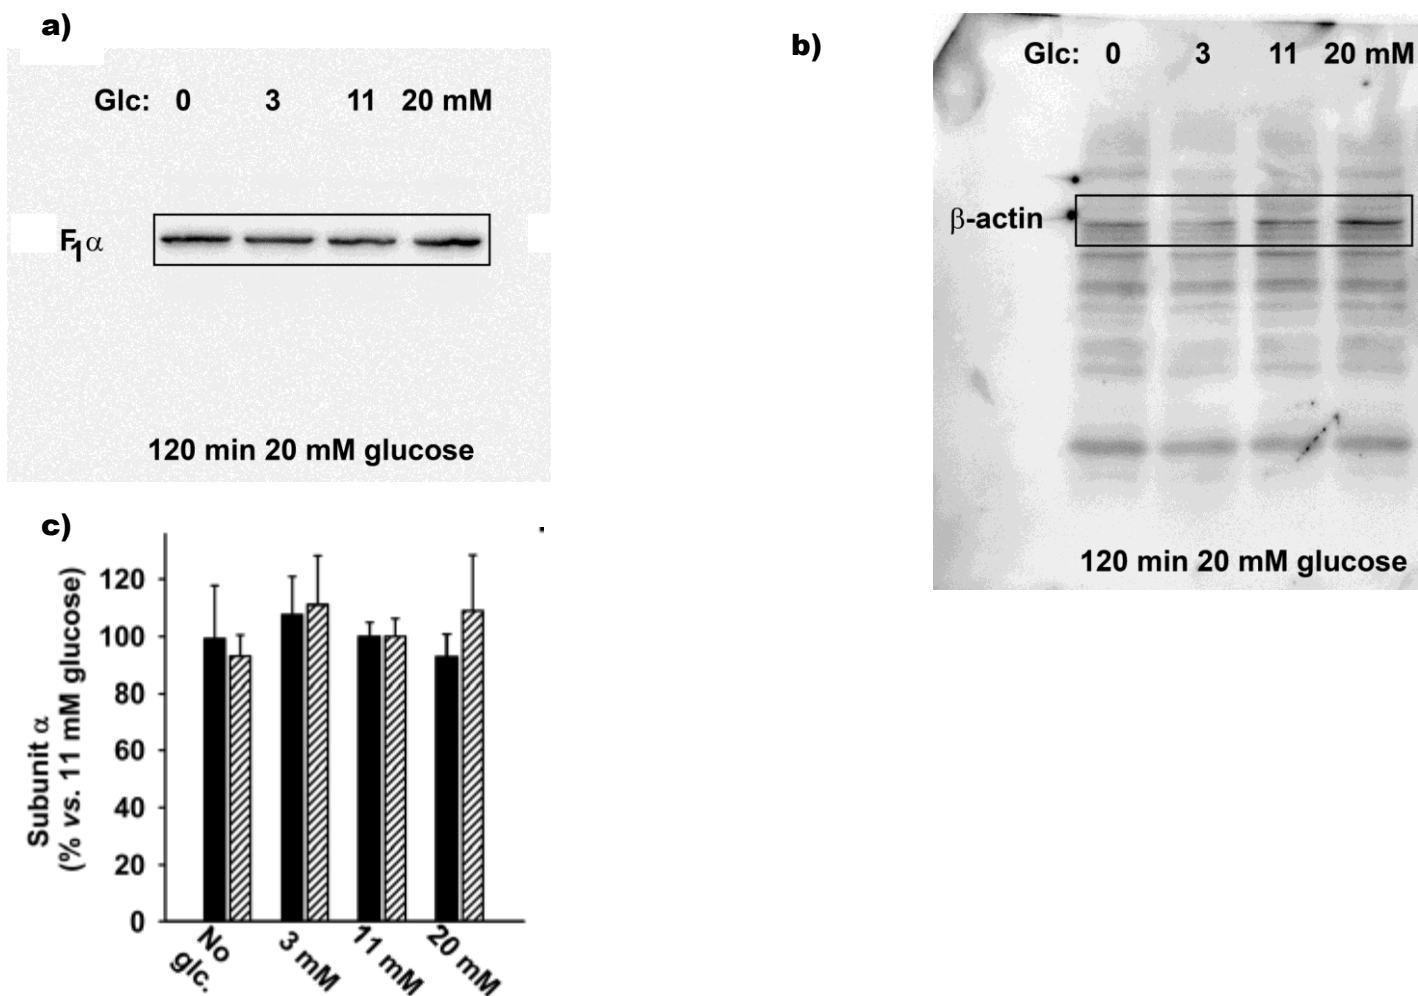 a)
Glc: 0 3 11 20 mM
F1α
120 min 20 mM glucose
b)
Glc: 0 3 11 20 mM
β-actin
120 min 20 mM glucose
c)
Subunit α
(% vs. 11 mM glucose)
120
100
80
60
40
20
0
No glc.
3 mM
11 mM
20 mM